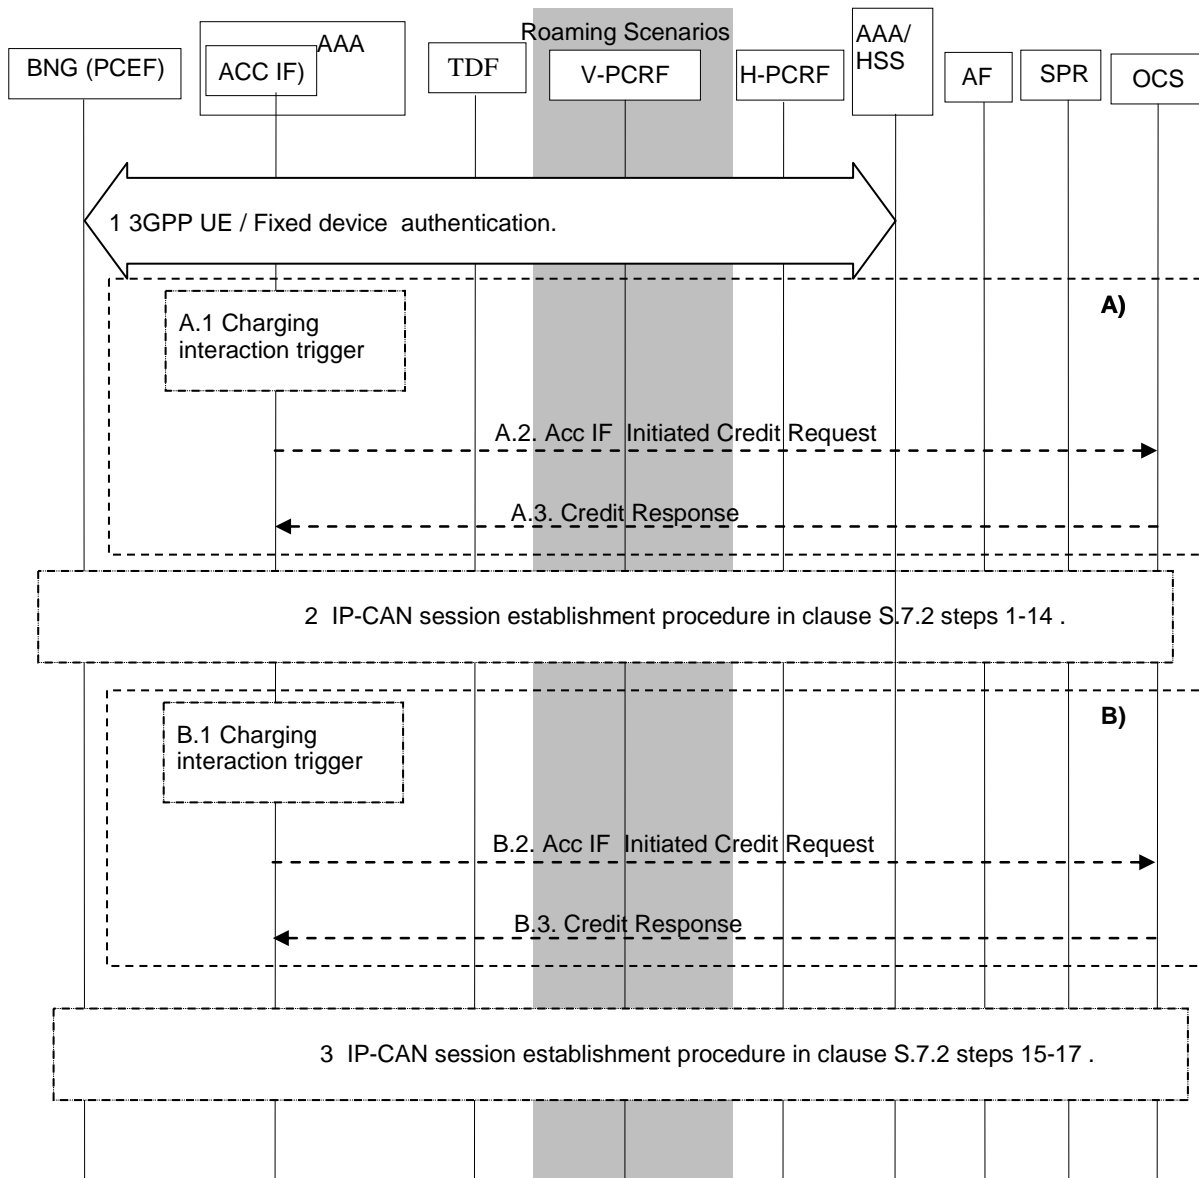 Roaming Scenarios
BNG (PCEF)
AAA
ACC IF)
TDF
V-PCRF
H-PCRF
AAA/
HSS
AF
SPR
OCS
1 3GPP UE / Fixed device  authentication.
A)
A.1 Charging
interaction trigger
A.2. Acc IF  Initiated Credit Request
A.3. Credit Response
2  IP-CAN session establishment procedure in clause S.7.2 steps 1-14 .
B)
B.1 Charging
interaction trigger
B.2. Acc IF  Initiated Credit Request
B.3. Credit Response
3  IP-CAN session establishment procedure in clause S.7.2 steps 15-17 .